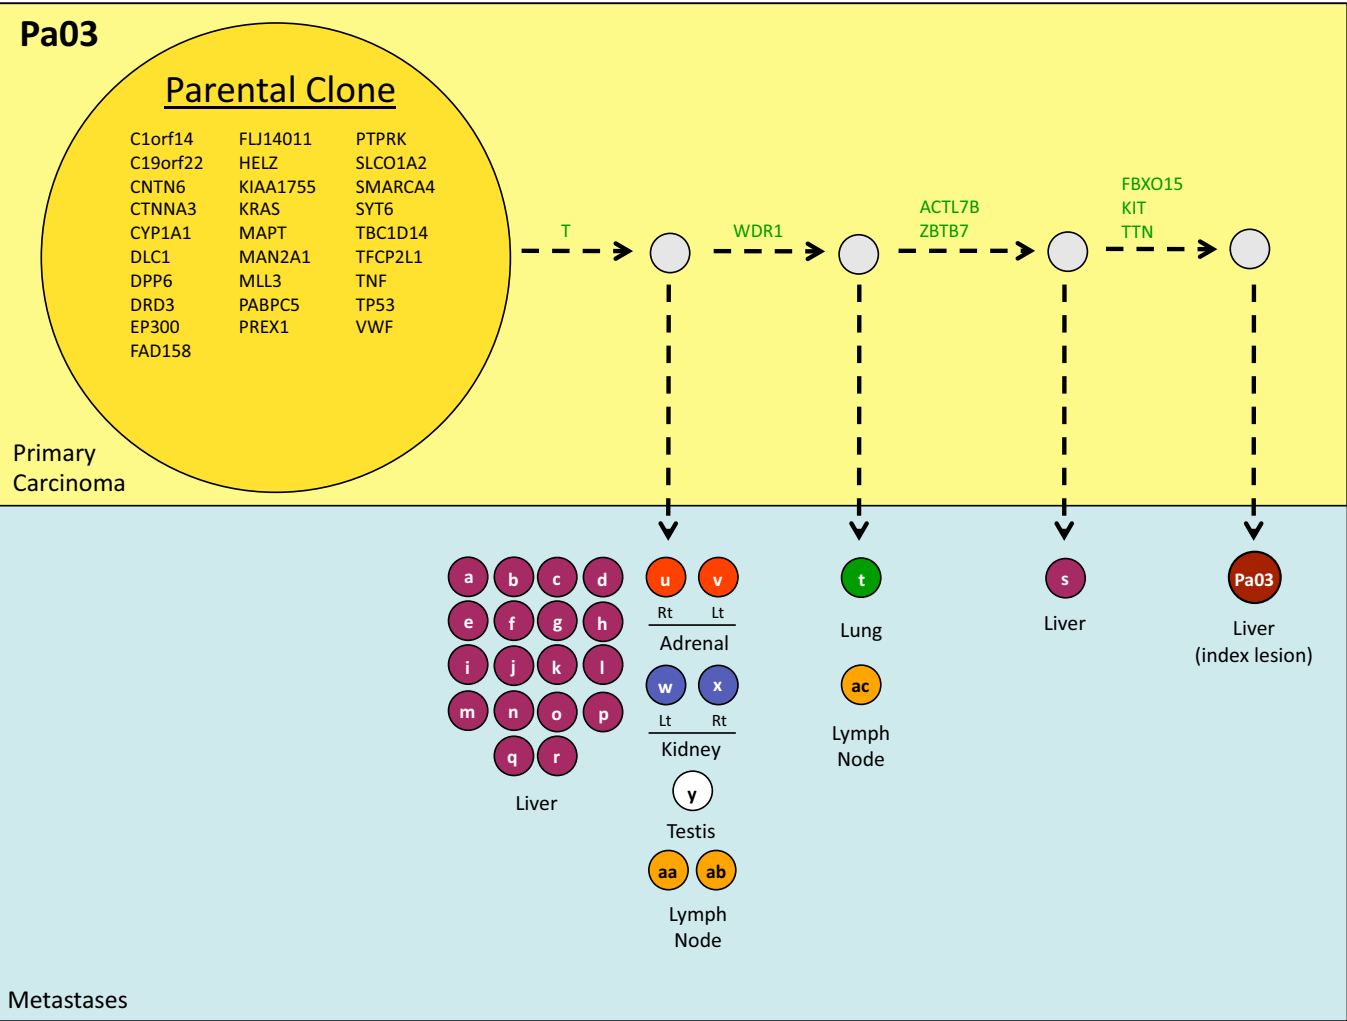 Pa03
Parental Clone
C1orf14 FLJ14011 PTPRK
C19orf22 HELZ SLCO1A2
CNTN6 KIAA1755 SMARCA4
CTNNA3 KRAS SYT6
CYP1A1 MAPT TBC1D14
DLC1 MAN2A1 TFCP2L1
DPP6 MLL3 TNF
DRD3 PABPC5 TP53
EP300 PREX1 VWF
FAD158
T
WDR1
ACTL7B
ZBTB7
FBXO15
KIT
TTN
Primary
Carcinoma
a b c d
e f g h
i j k l
m n o p
q r
Liver
u v
Rt Lt
Adrenal
w x
Lt Rt
Kidney
y
Testis
aa ab
Lymph
Node
t
Lung
ac
Lymph
Node
s
Liver
Pa03
Liver
(index lesion)
Metastases